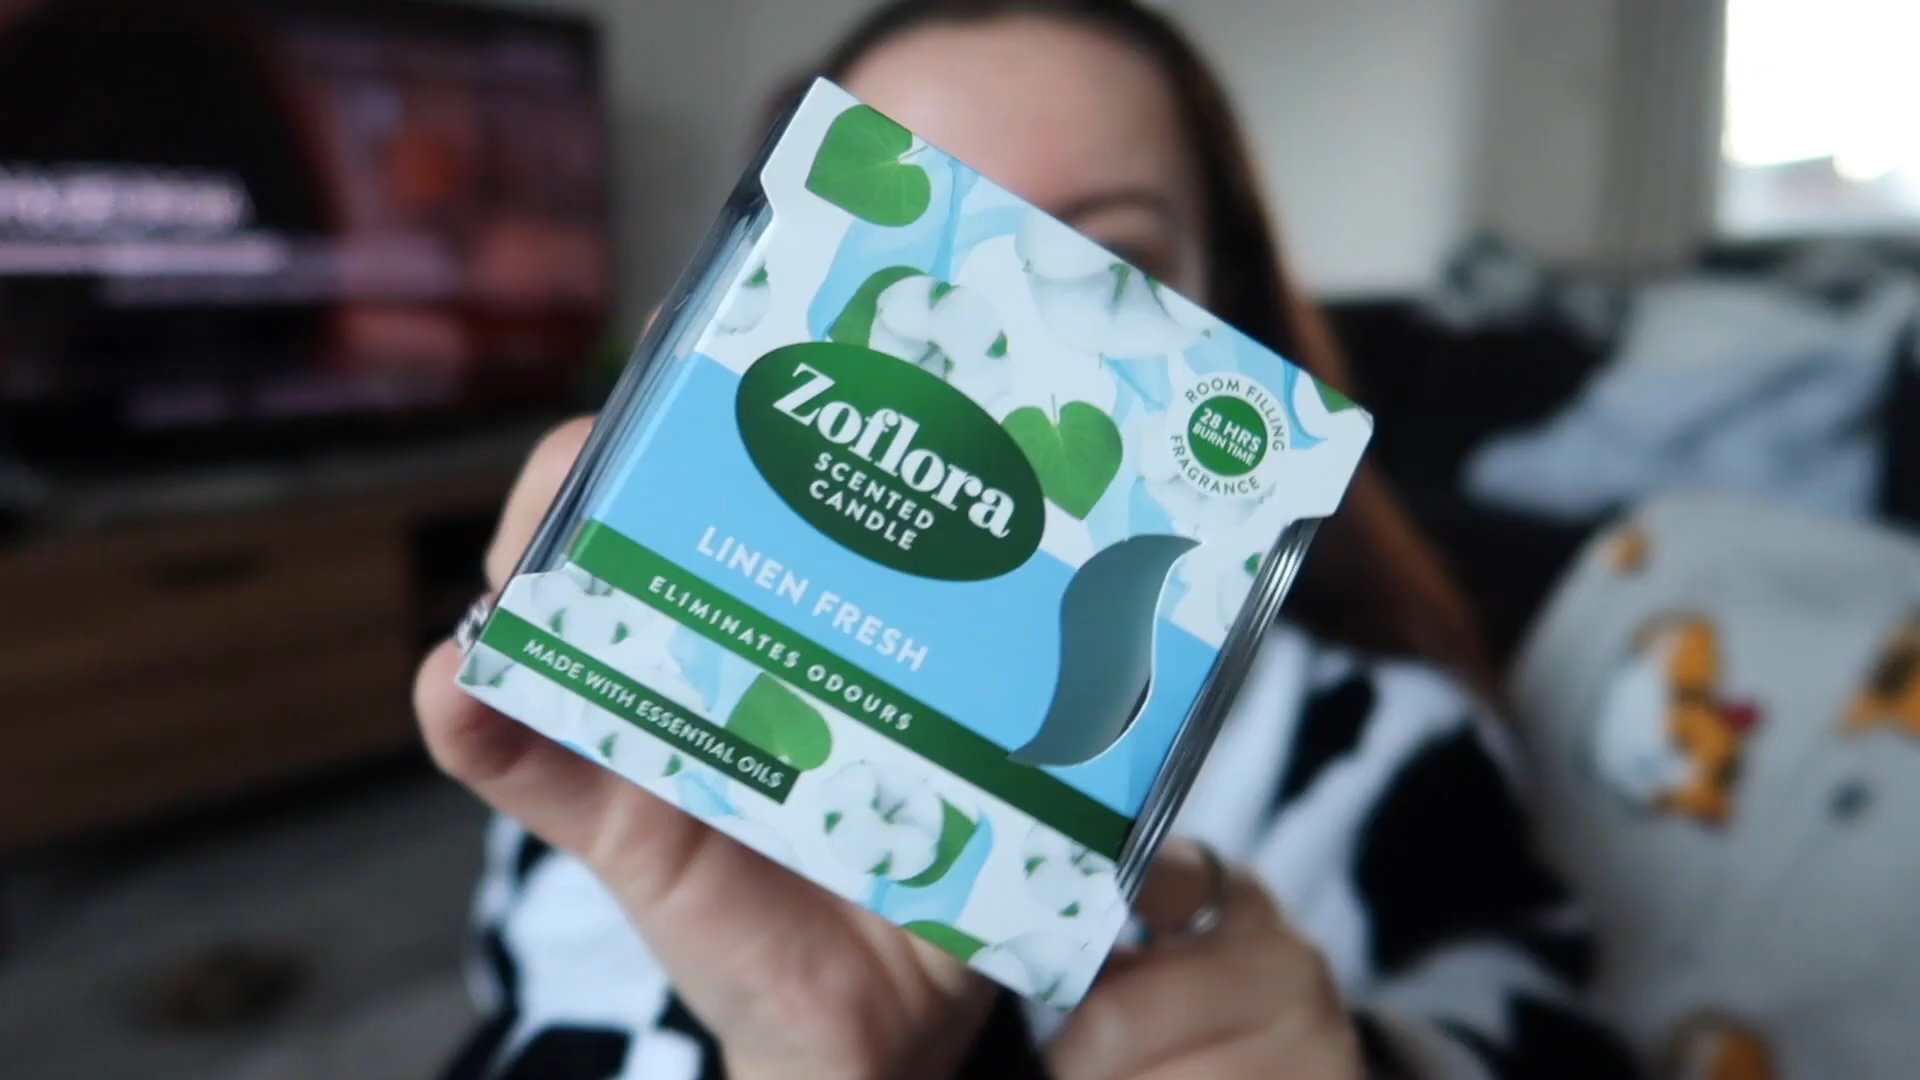 Zoflora
SCENTED
CANDLE
LINEN FRESH
ELIMINATES ODOURS
MADE WITH ESSENTIAL OILS
ROOM FILLING
28 HRS
BURN TIME
FRAGRANCE